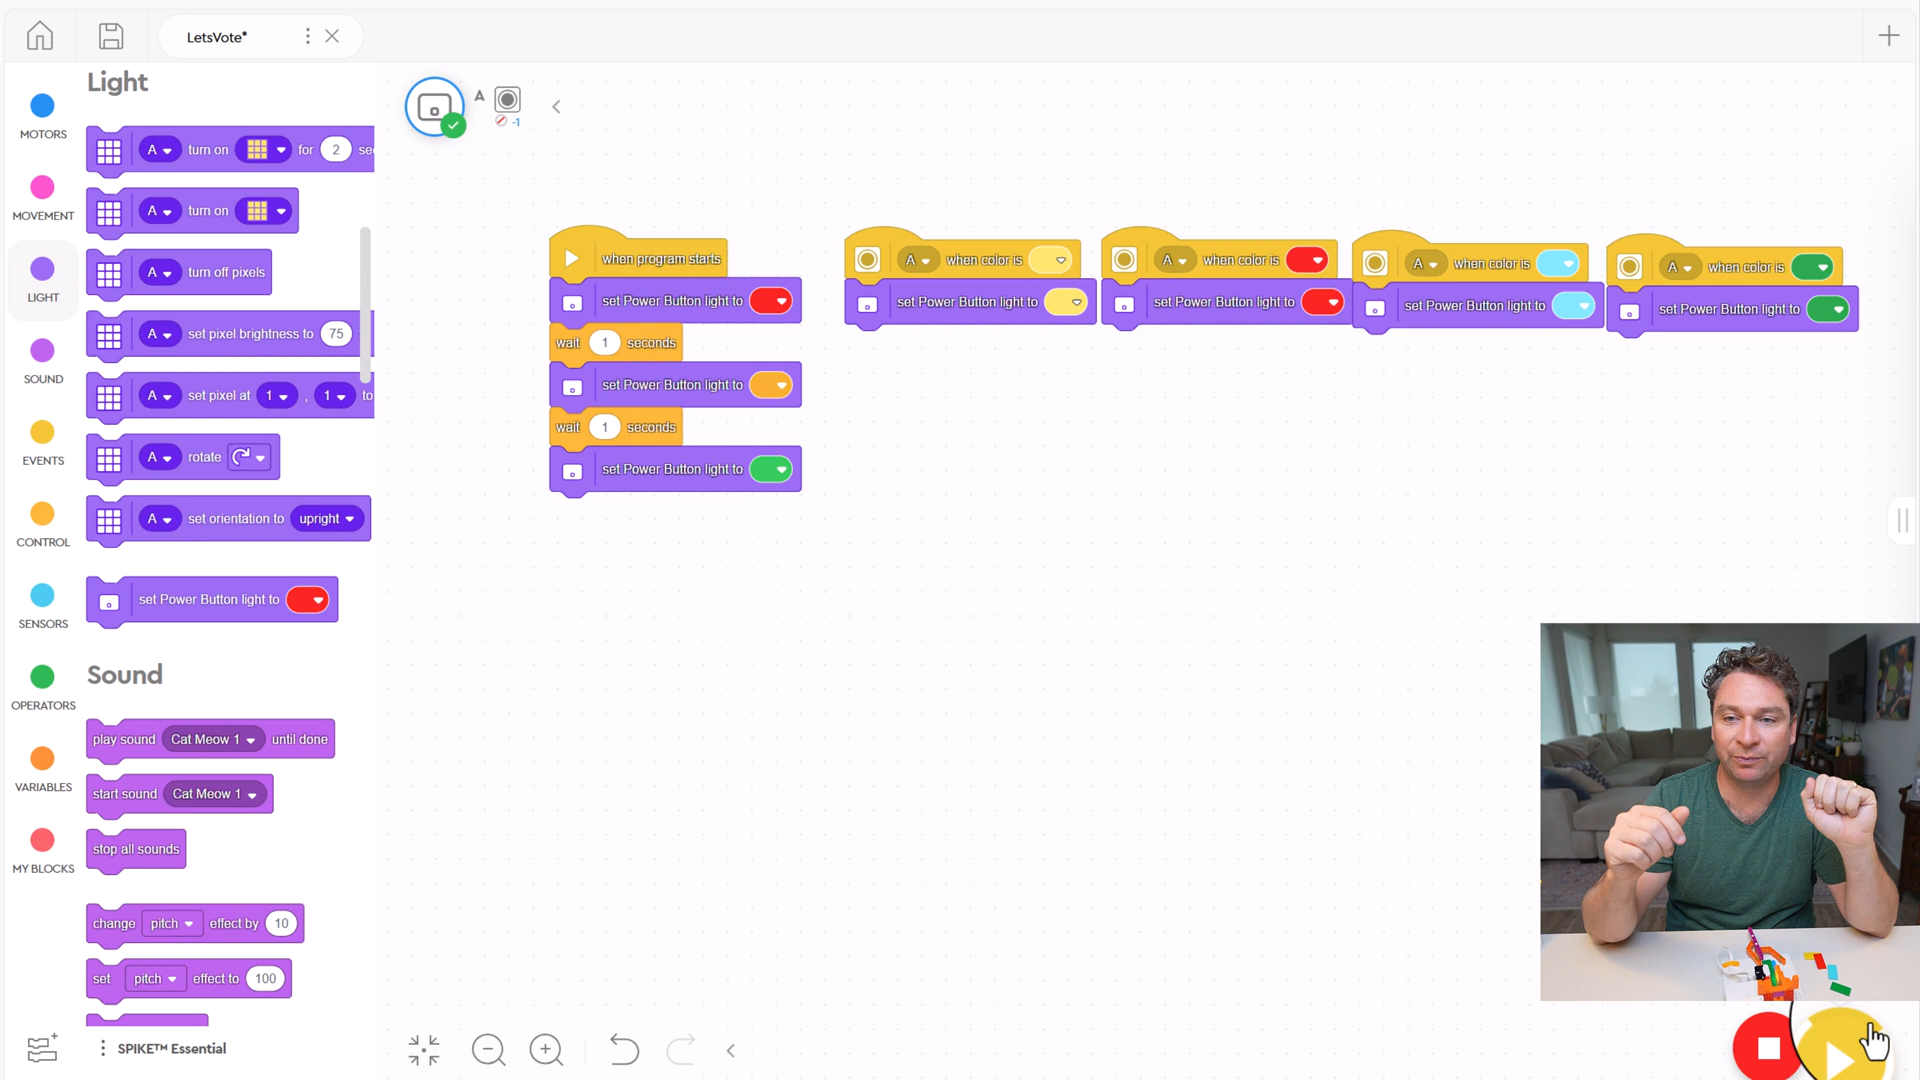 LetsVote*
Light
MOTORS
MOVEMENT
LIGHT
SOUND
EVENTS
CONTROL
SENSORS
OPERATORS
VARIABLES
MY BLOCKS
A turn on for 2 sec
A turn on
A turn off pixels
A set pixel brightness to 75
A set pixel at 1 , 1 to
A rotate
A set orientation to upright
set Power Button light to
Sound
play sound Cat Meow 1 until done
start sound Cat Meow 1
stop all sounds
change pitch effect by 10
set pitch effect to 100
SPIKE™ Essential
A
-1
when program starts
set Power Button light to
wait 1 seconds
set Power Button light to
wait 1 seconds
set Power Button light to
A when color is
set Power Button light to
A when color is
set Power Button light to
A when color is
set Power Button light to
A when color is
set Power Button light to